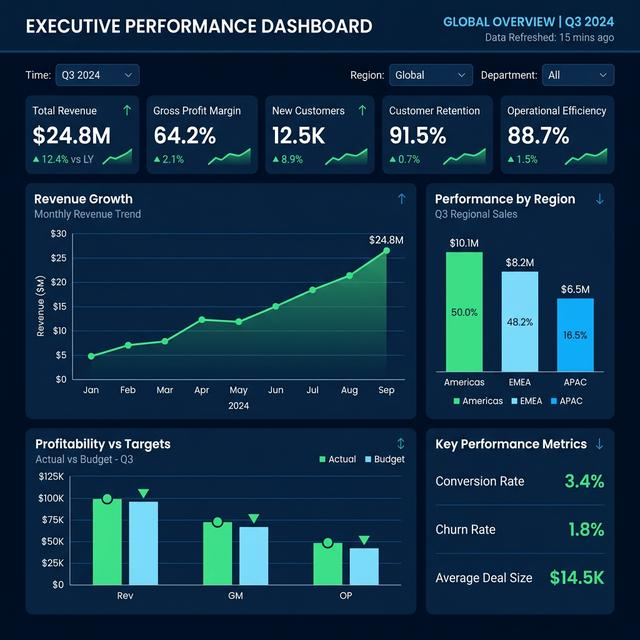 EXECUTIVE PERFORMANCE DASHBOARD
GLOBAL OVERVIEW | Q3 2024
Data Refreshed: 15 mins ago
Time: Q3 2024
Region: Global
Department: All
Total Revenue
$24.8M
12.4% vs LY
Gross Profit Margin
64.2%
2.1%
New Customers
12.5K
8.9%
Customer Retention
91.5%
0.7%
Operational Efficiency
88.7%
1.5%
Revenue Growth
Monthly Revenue Trend
Revenue ($M)
$30
$25
$20
$15
$10
$5
$0
$24.8M
Jan Feb Mar Apr May Jun Jul Aug Sep
2024
Performance by Region
Q3 Regional Sales
$10.1M
$8.2M
$6.5M
50.0%
48.2%
16.5%
Americas EMEA APAC
Americas EMEA APAC
Profitability vs Targets
Actual vs Budget - Q3
Actual Budget
$125K
$100K
$75K
$50K
$25K
$0
Rev GM OP
Key Performance Metrics
Conversion Rate 3.4%
Churn Rate 1.8%
Average Deal Size $14.5K